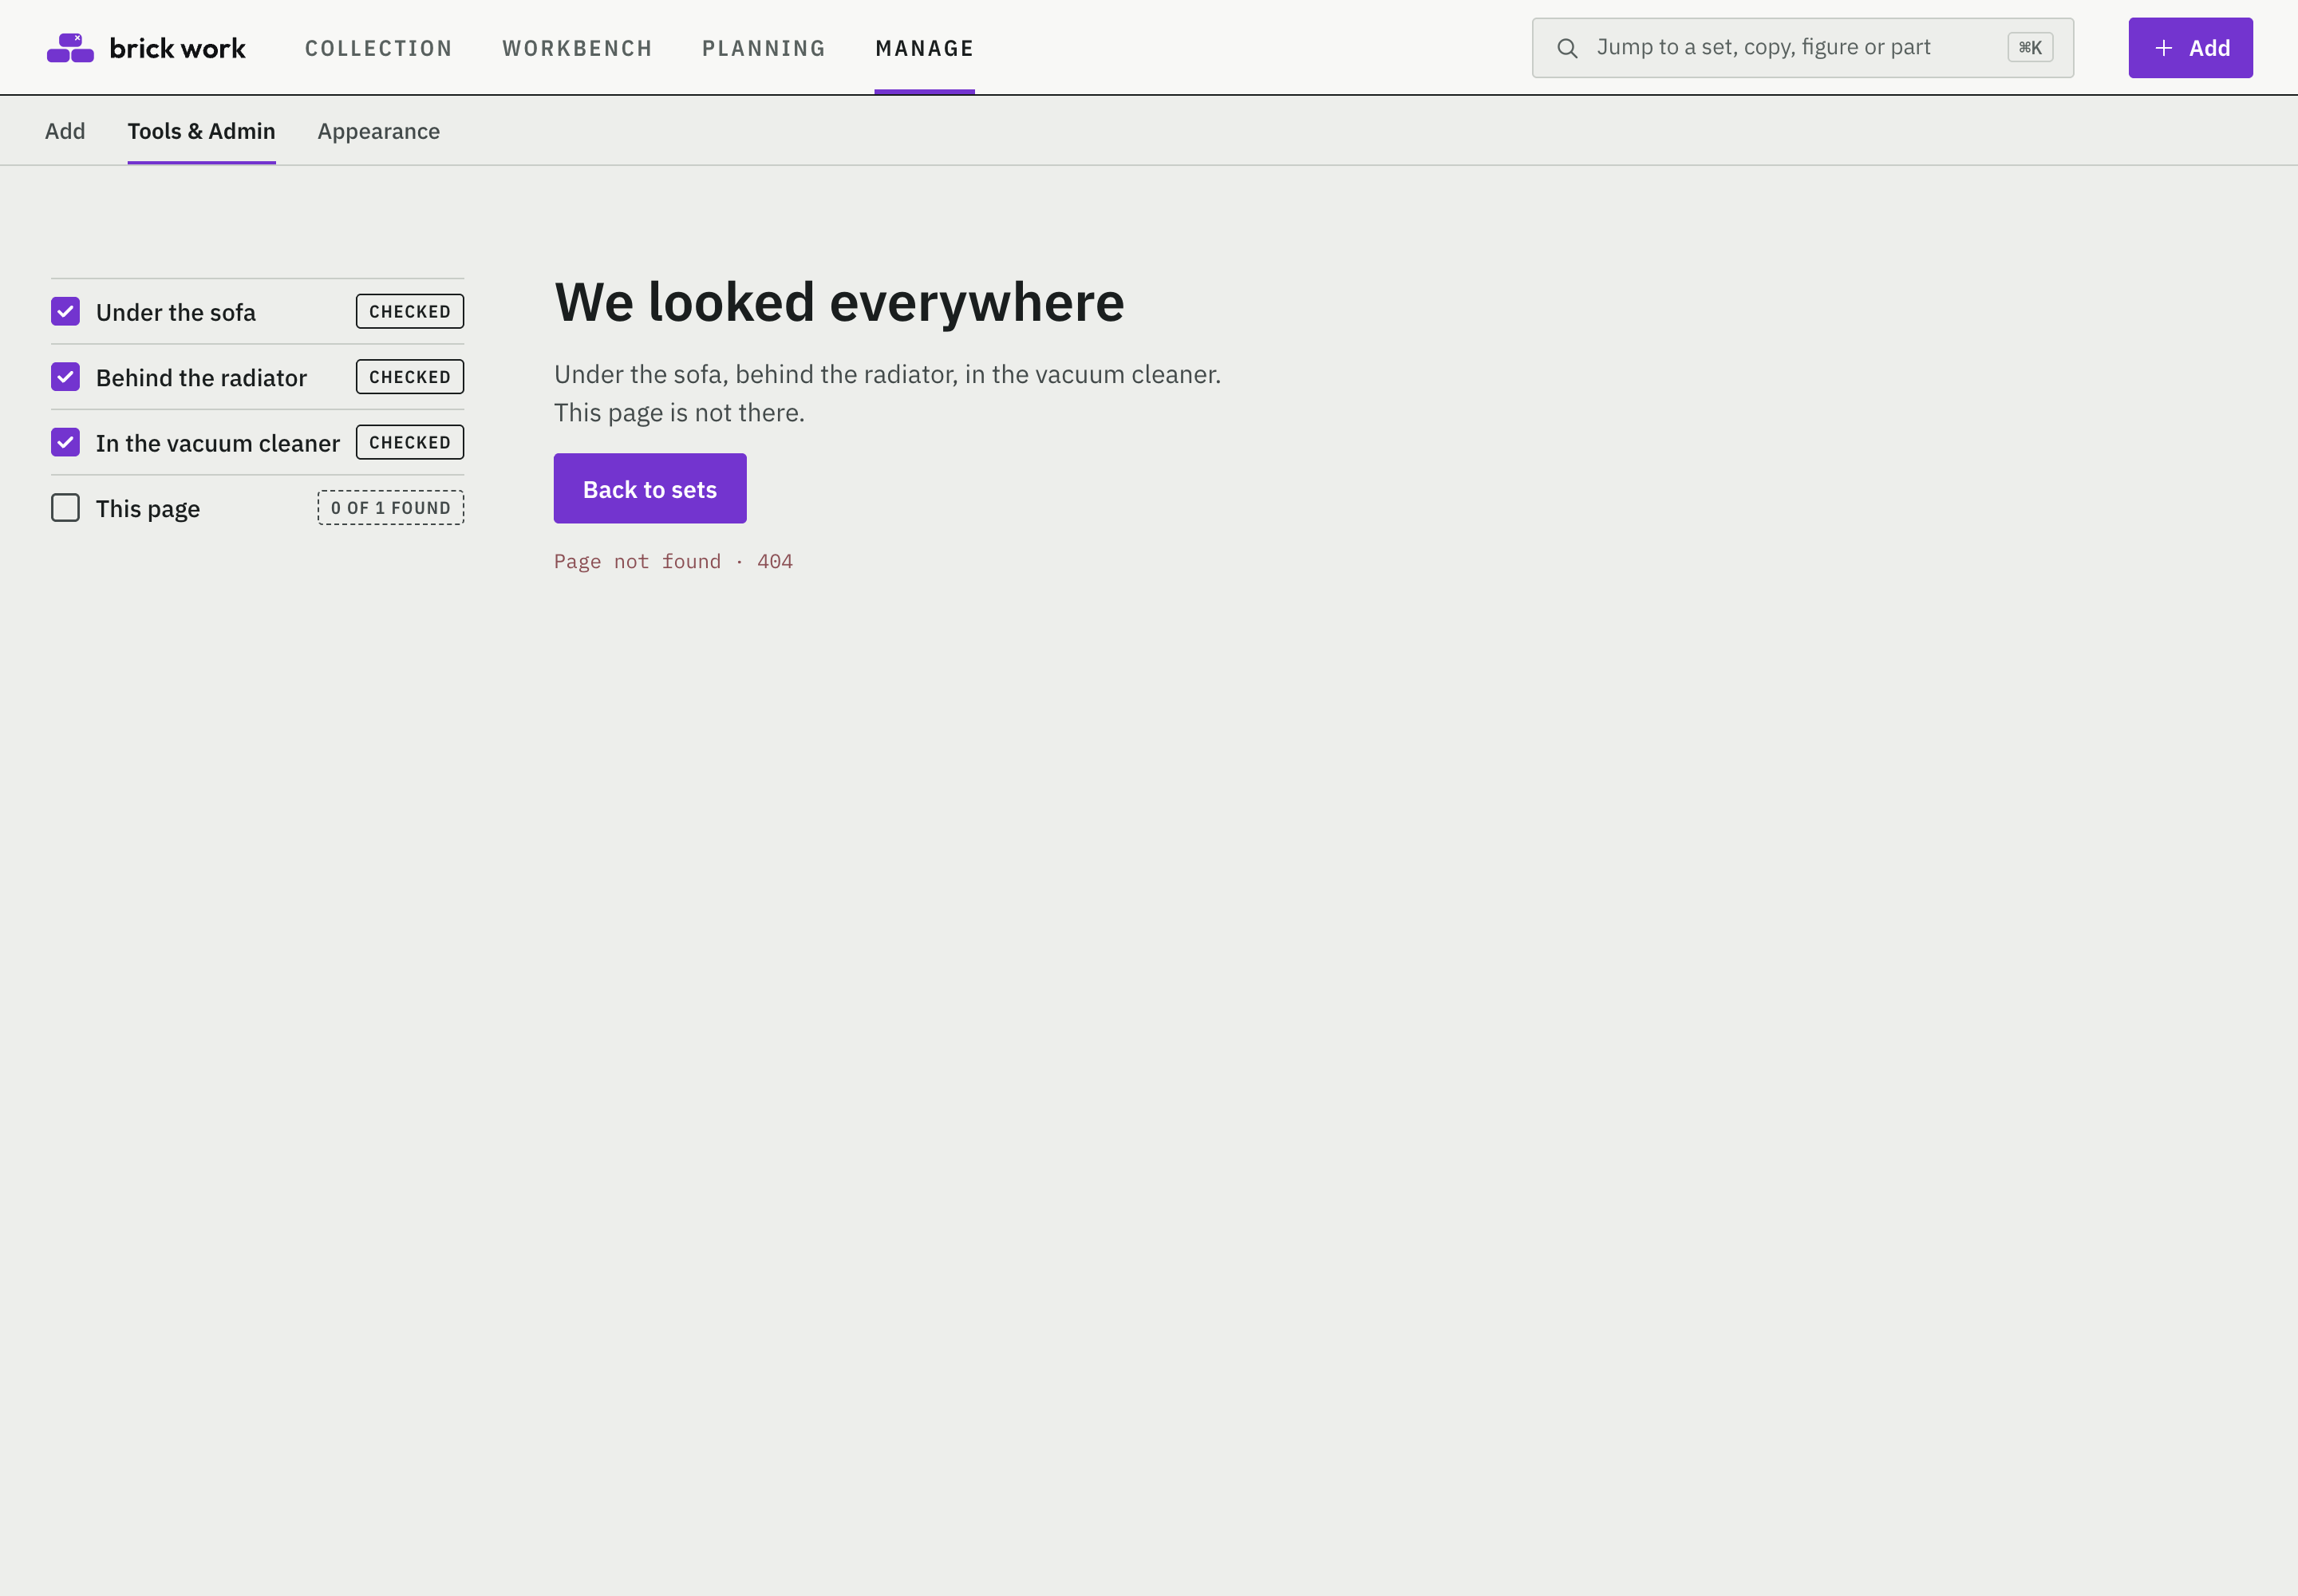 brick work
COLLECTION
WORKBENCH
PLANNING
MANAGE
Jump to a set, copy, figure or part
⌘K
+ Add
Add
Tools & Admin
Appearance
Under the sofa
CHECKED
Behind the radiator
CHECKED
In the vacuum cleaner
CHECKED
This page
0 OF 1 FOUND
We looked everywhere
Under the sofa, behind the radiator, in the vacuum cleaner.
This page is not there.
Back to sets
Page not found · 404